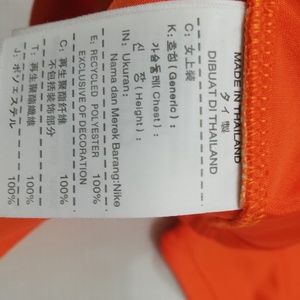 MADE IN THAILAND
タイ製
DIBUAT DI THAILAND
C: 女上装
K: 호칭(Generic):
가슴둘레(Chest):
신 장(Height):
IN: Ukuran:
Nama dan Merek Barang:Nike
E: RECYCLED POLYESTER 100%
EXCLUSIVE OF DECORATION
C: 再生聚酯纤维 100%
不包括装饰部分
T: 再生聚酯纖維 100%
J: ポリエステル 100%